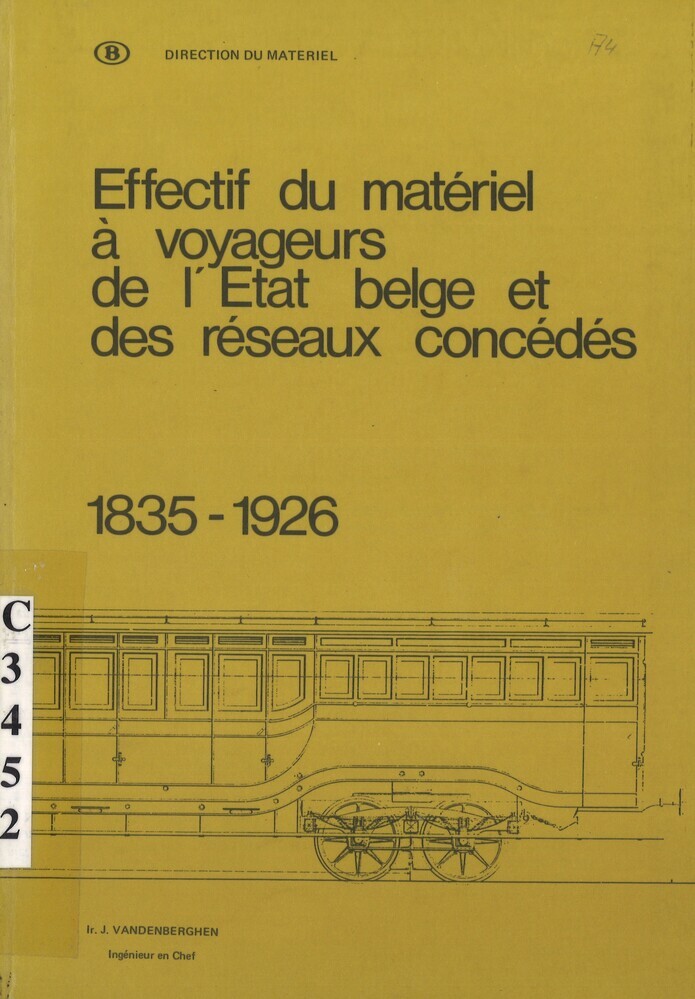 B DIRECTION DU MATERIEL
A4
Effectif du matériel
à voyageurs
de l'Etat belge et
des réseaux concédés
1835-1926
C
3
4
5
2
Ir. J. VANDENBERGHEN
Ingénieur en Chef